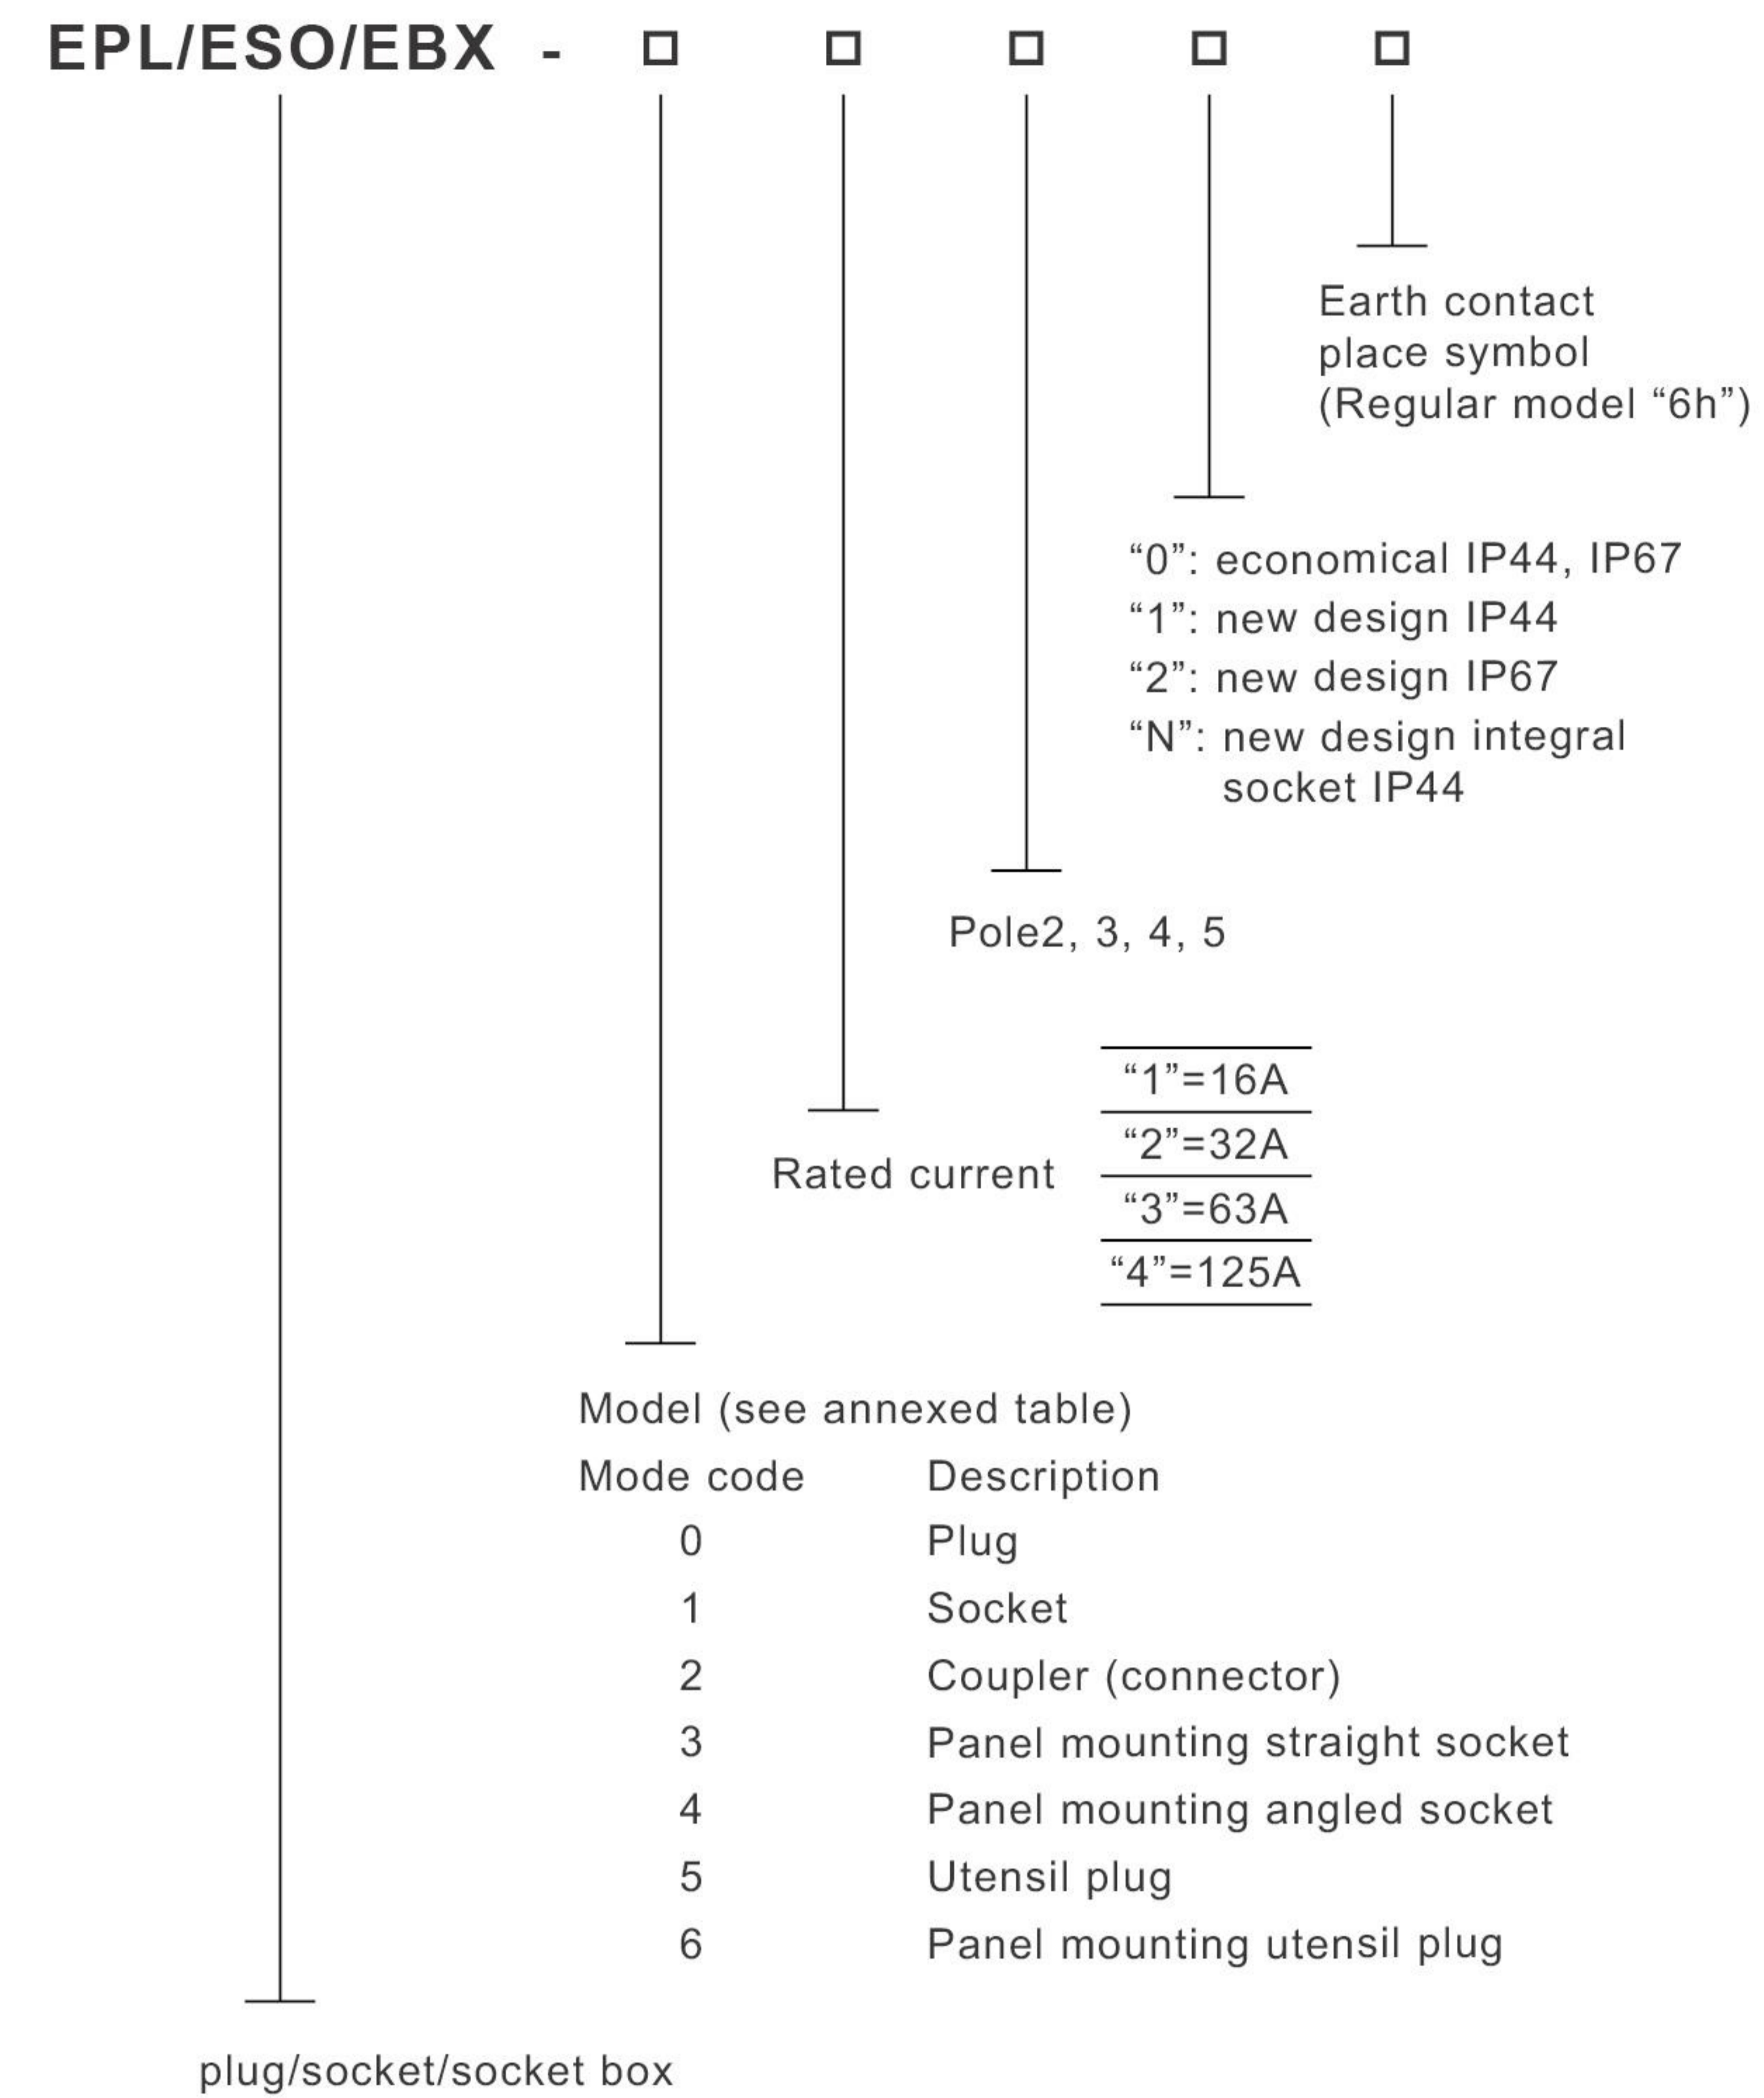 EPL/ESO/EBX - □ □ □ □ □
Earth contact
place symbol
(Regular model “6h”)
“0”: economical IP44, IP67
“1”: new design IP44
“2”: new design IP67
“N”: new design integral
socket IP44
Pole2, 3, 4, 5
“1”=16A
“2”=32A
Rated current
“3”=63A
“4”=125A
Model (see annexed table)
Mode code Description
0 Plug
1 Socket
2 Coupler (connector)
3 Panel mounting straight socket
4 Panel mounting angled socket
5 Utensil plug
6 Panel mounting utensil plug
plug/socket/socket box